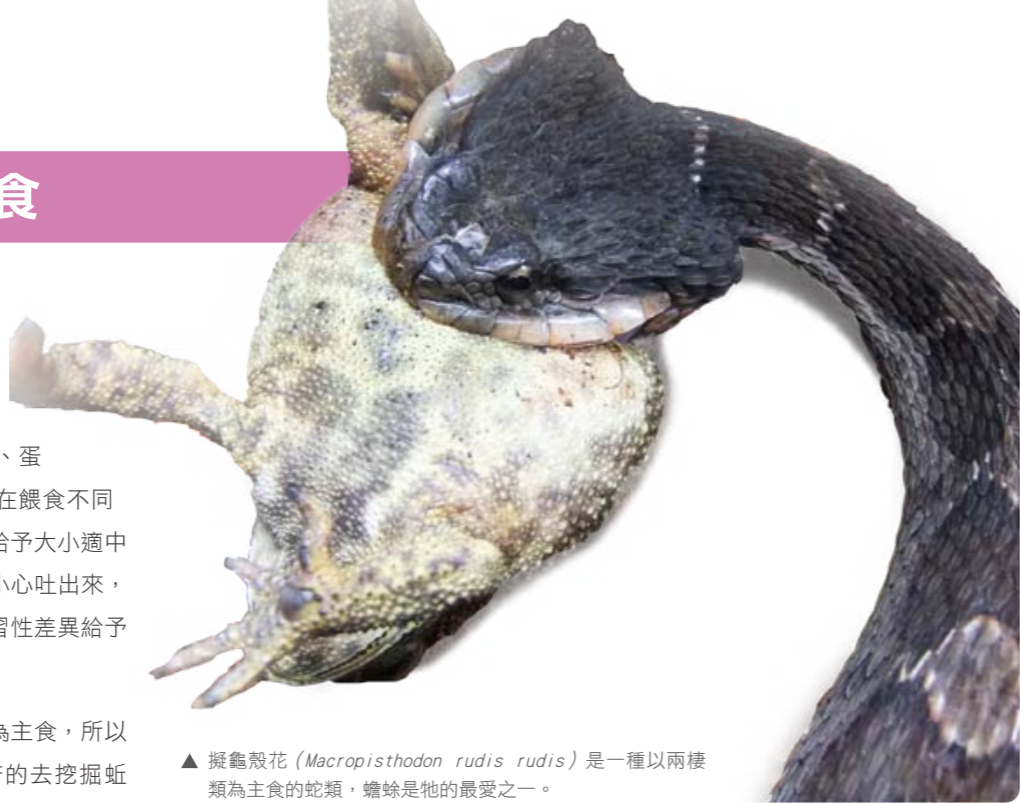 食
、蛋
在餵食不同
給予大小適中
小心吐出來，
習性差異給予
為主食，所以
的去挖掘蚯
▲ 擬龜殼花 (Macropisthodon rudis rudis) 是一種以兩棲
類為主食的蛇類，蟾蜍是牠的最愛之一。